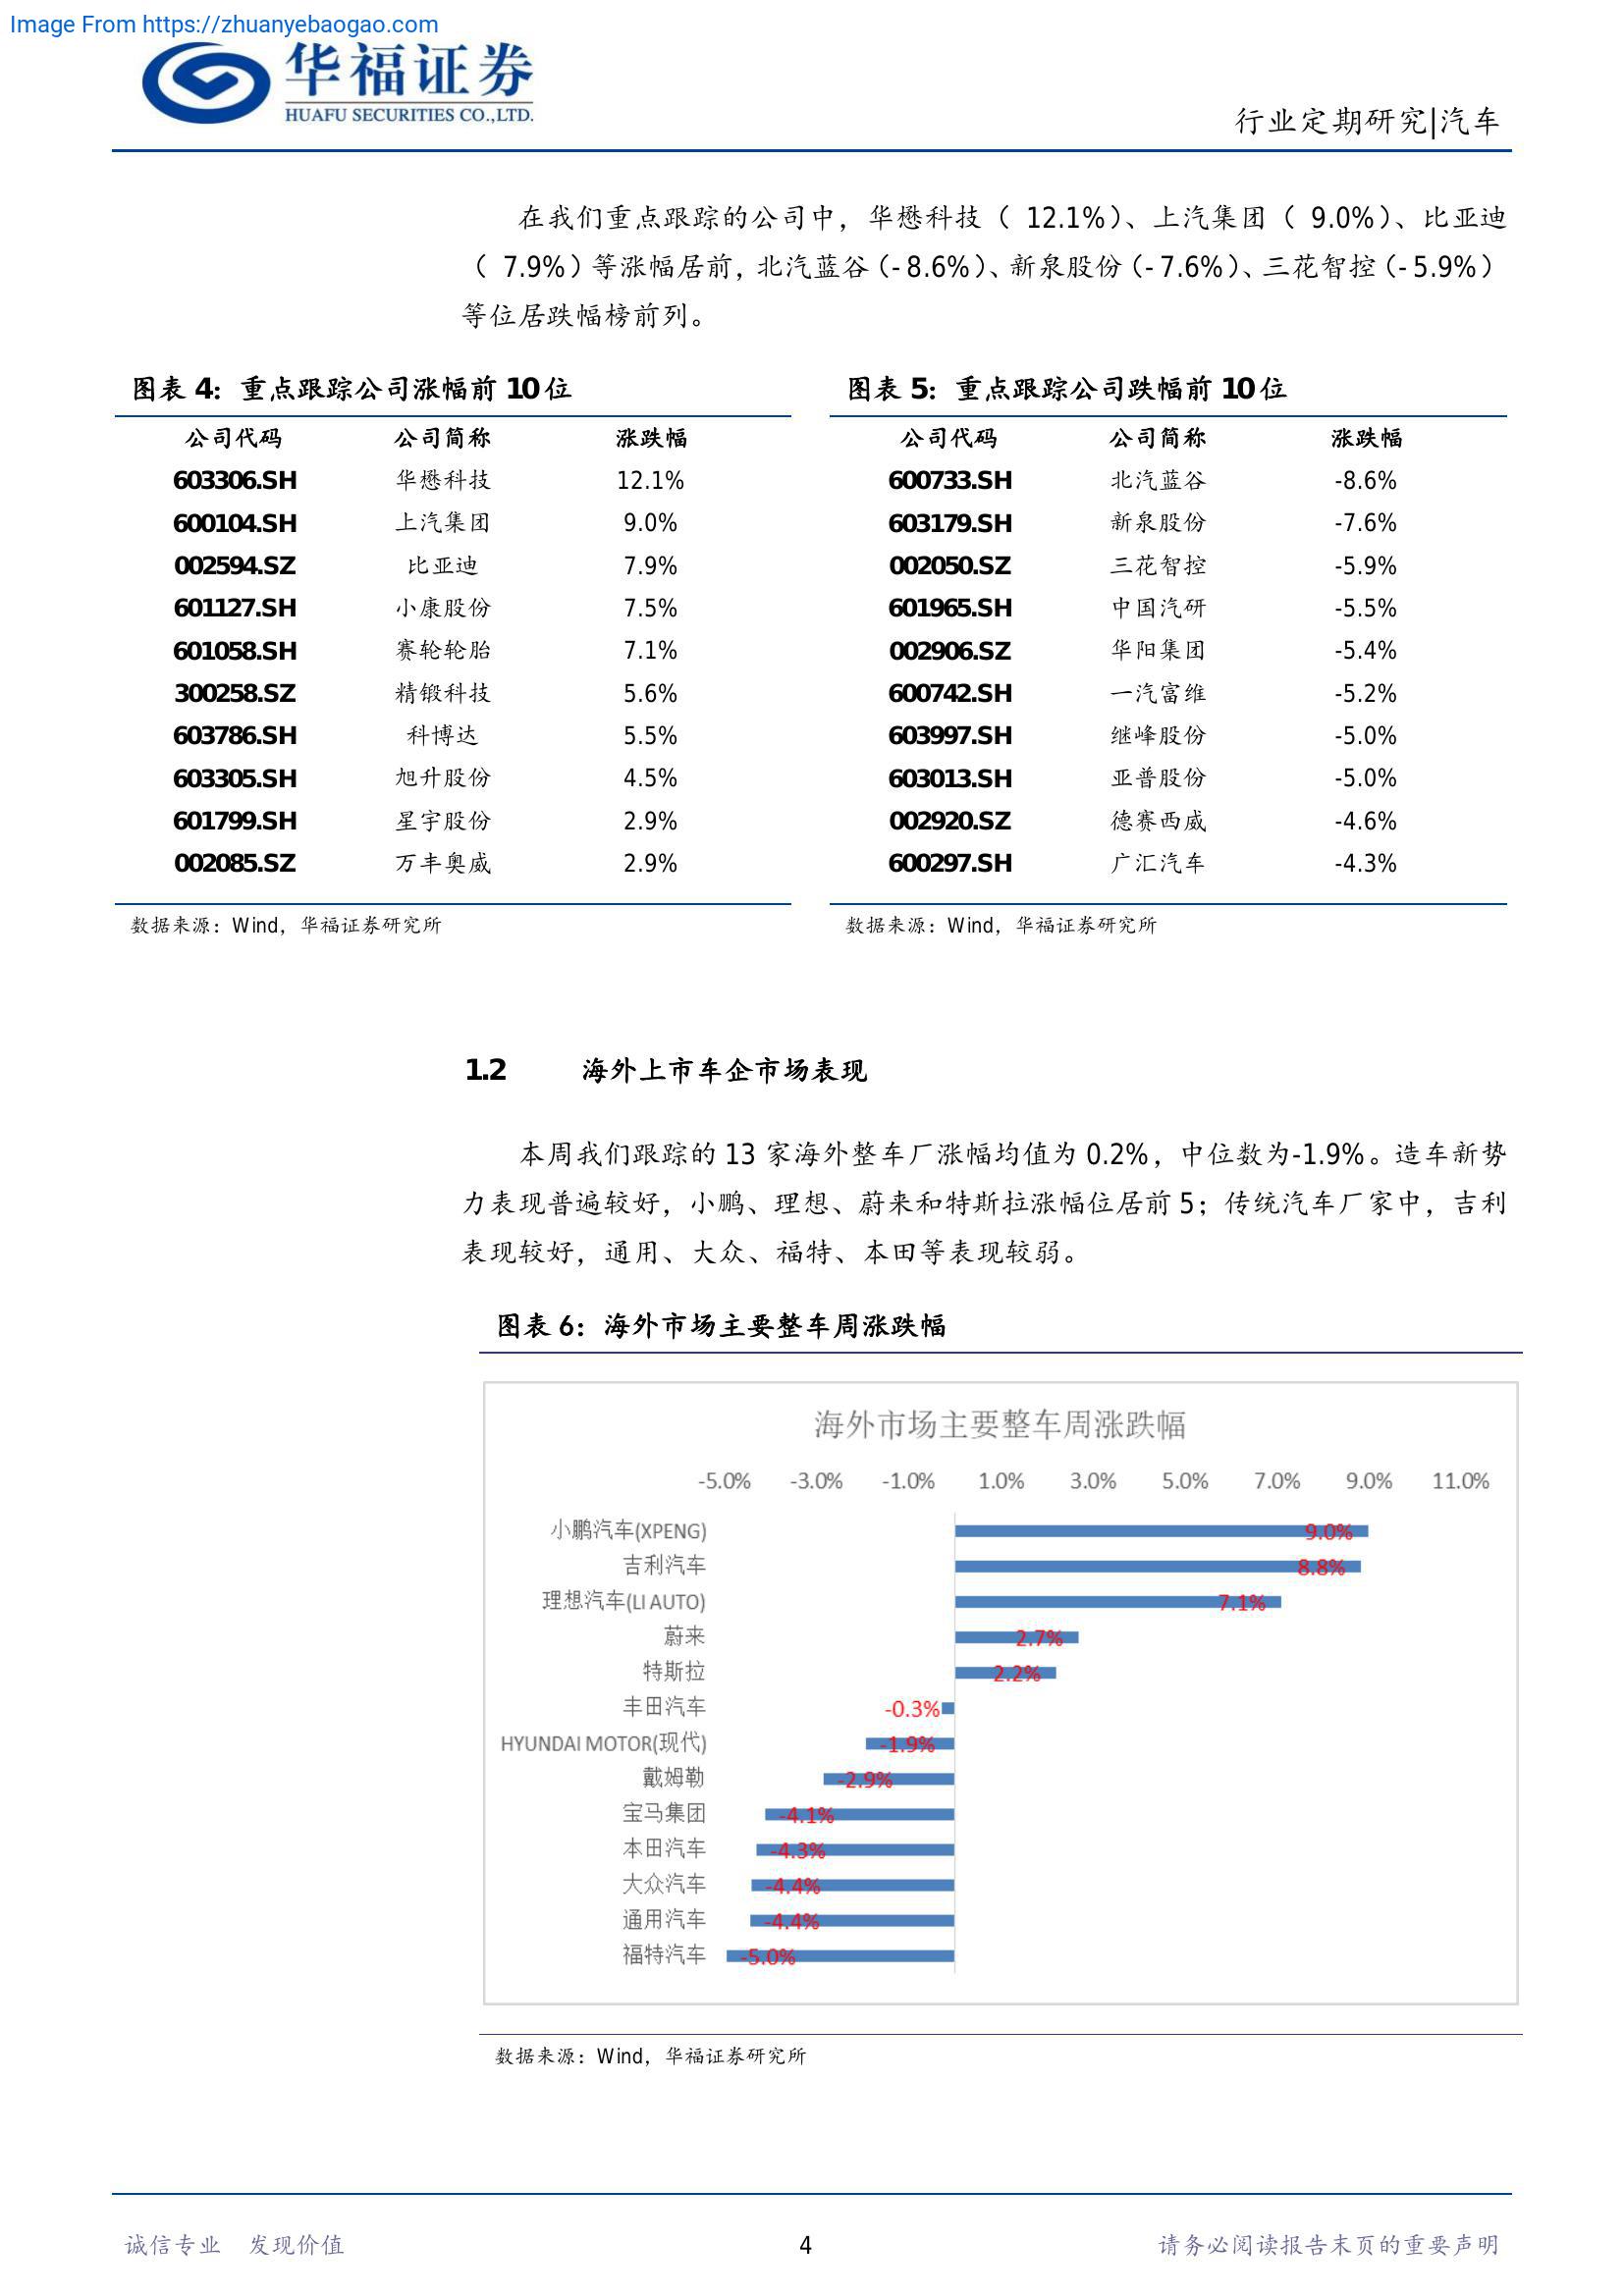 Image From https://zhuanyebaogao.com
华福证券
HUAFU SECURITIES CO.,LTD.
行业定期研究|汽车
在我们重点跟踪的公司中，华懋科技（ 12.1%）、上汽集团（ 9.0%）、比亚迪
（ 7.9%）等涨幅居前，北汽蓝谷（-8.6%）、新泉股份（-7.6%）、三花智控（-5.9%）
等位居跌幅榜前列。
图表 4：重点跟踪公司涨幅前 10 位
公司代码 公司简称 涨跌幅
603306.SH 华懋科技 12.1%
600104.SH 上汽集团 9.0%
002594.SZ 比亚迪 7.9%
601127.SH 小康股份 7.5%
601058.SH 赛轮轮胎 7.1%
300258.SZ 精锻科技 5.6%
603786.SH 科博达 5.5%
603305.SH 旭升股份 4.5%
601799.SH 星宇股份 2.9%
002085.SZ 万丰奥威 2.9%
数据来源：Wind，华福证券研究所
图表 5：重点跟踪公司跌幅前 10 位
公司代码 公司简称 涨跌幅
600733.SH 北汽蓝谷 -8.6%
603179.SH 新泉股份 -7.6%
002050.SZ 三花智控 -5.9%
601965.SH 中国汽研 -5.5%
002906.SZ 华阳集团 -5.4%
600742.SH 一汽富维 -5.2%
603997.SH 继峰股份 -5.0%
603013.SH 亚普股份 -5.0%
002920.SZ 德赛西威 -4.6%
600297.SH 广汇汽车 -4.3%
数据来源：Wind，华福证券研究所
1.2 海外上市车企市场表现
本周我们跟踪的 13 家海外整车厂涨幅均值为 0.2%，中位数为-1.9%。造车新势
力表现普遍较好，小鹏、理想、蔚来和特斯拉涨幅位居前 5；传统汽车厂家中，吉利
表现较好，通用、大众、福特、本田等表现较弱。
图表 6：海外市场主要整车周涨跌幅
海外市场主要整车周涨跌幅
-5.0% -3.0% -1.0% 1.0% 3.0% 5.0% 7.0% 9.0% 11.0%
小鹏汽车(XPENG) 9.0%
吉利汽车 8.8%
理想汽车(LI AUTO) 7.1%
蔚来 2.7%
特斯拉 2.2%
丰田汽车 -0.3%
HYUNDAI MOTOR(现代) -1.9%
戴姆勒 -2.9%
宝马集团 -4.1%
本田汽车 -4.3%
大众汽车 -4.4%
通用汽车 -4.4%
福特汽车 -5.0%
数据来源：Wind，华福证券研究所
诚信专业 发现价值 4 请务必阅读报告末页的重要声明